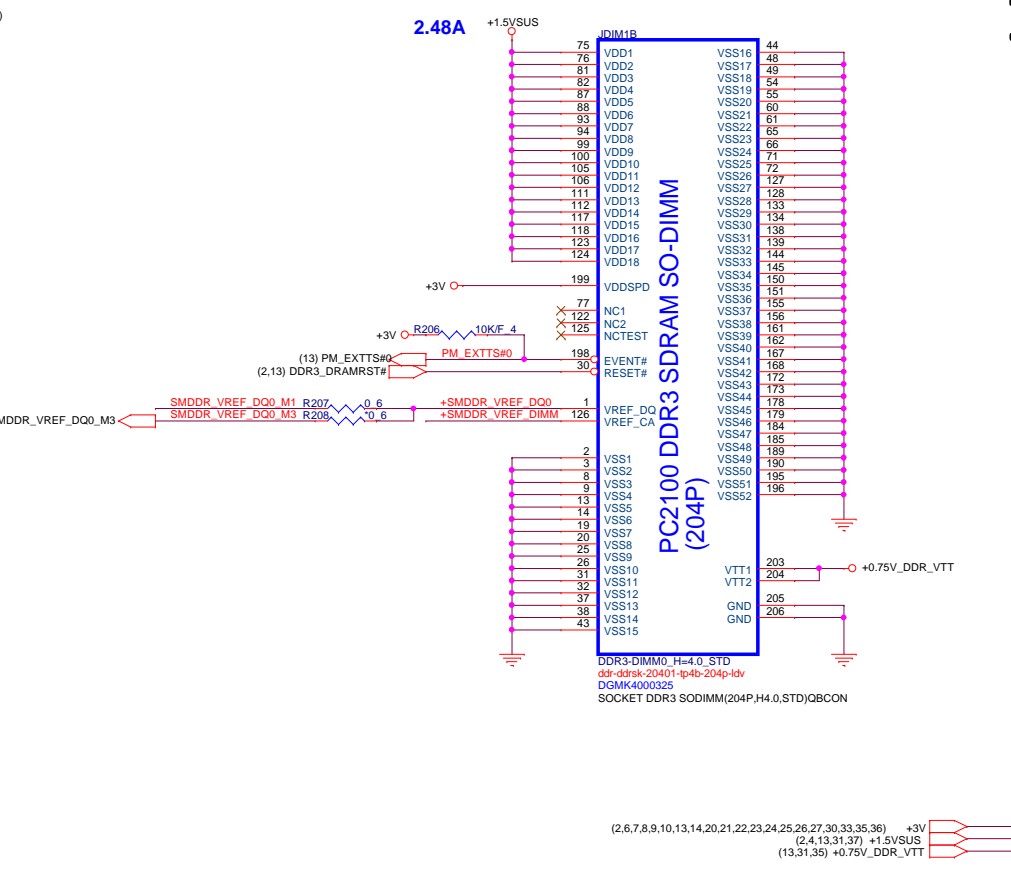 )
2.48A
+1.5VSUS
JDIM1B
75 VDD1 VSS16 44
76 VDD2 VSS17 48
81 VDD3 VSS18 49
82 VDD4 VSS19 54
87 VDD5 VSS20 55
88 VDD6 VSS21 60
93 VDD7 VSS22 61
94 VDD8 VSS23 65
99 VDD9 VSS24 66
100 VDD10 VSS25 71
105 VDD11 VSS26 72
106 VDD12 VSS27 127
111 VDD13 VSS28 128
112 VDD14 VSS29 133
117 VDD15 VSS30 134
118 VDD16 VSS31 138
123 VDD17 VSS32 139
124 VDD18 VSS33 144
VSS34 145
+3V 199 VDDSPD VSS35 150
VSS36 151
77 NC1 VSS37 155
122 NC2 VSS38 156
125 NCTEST VSS39 161
+3V R206 10K/F_4
VSS40 162
(13) PM_EXTTS#0 PM_EXTTS#0 198 EVENT# VSS41 167
(2,13) DDR3_DRAMRST# 30 RESET# VSS42 168
VSS43 172
VSS44 173
SMDDR_VREF_DQ0_M1 R207 0_6 +SMDDR_VREF_DQ0 1 VREF_DQ VSS45 178
SMDDR_VREF_DQ0_M3 R208 *0_6 +SMDDR_VREF_DIMM 126 VREF_CA VSS46 179
MDDR_VREF_DQ0_M3
VSS47 184
VSS48 185
2 VSS1 VSS49 189
3 VSS2 VSS50 190
8 VSS3 VSS51 195
9 VSS4 VSS52 196
13 VSS5
14 VSS6
19 VSS7
20 VSS8
25 VSS9
26 VSS10 VTT1 203 +0.75V_DDR_VTT
31 VSS11 VTT2 204
32 VSS12
37 VSS13 GND 205
38 VSS14 GND 206
43 VSS15
PC2100 DDR3 SDRAM SO-DIMM
(204P)
DDR3-DIMM0_H=4.0_STD
ddr-ddrsk-20401-tp4b-204p-ldv
DGMK4000325
SOCKET DDR3 SODIMM(204P,H4.0,STD)QBCON
(2,6,7,8,9,10,13,14,20,21,22,23,24,25,26,27,30,33,35,36) +3V
(2,4,13,31,37) +1.5VSUS
(13,31,35) +0.75V_DDR_VTT